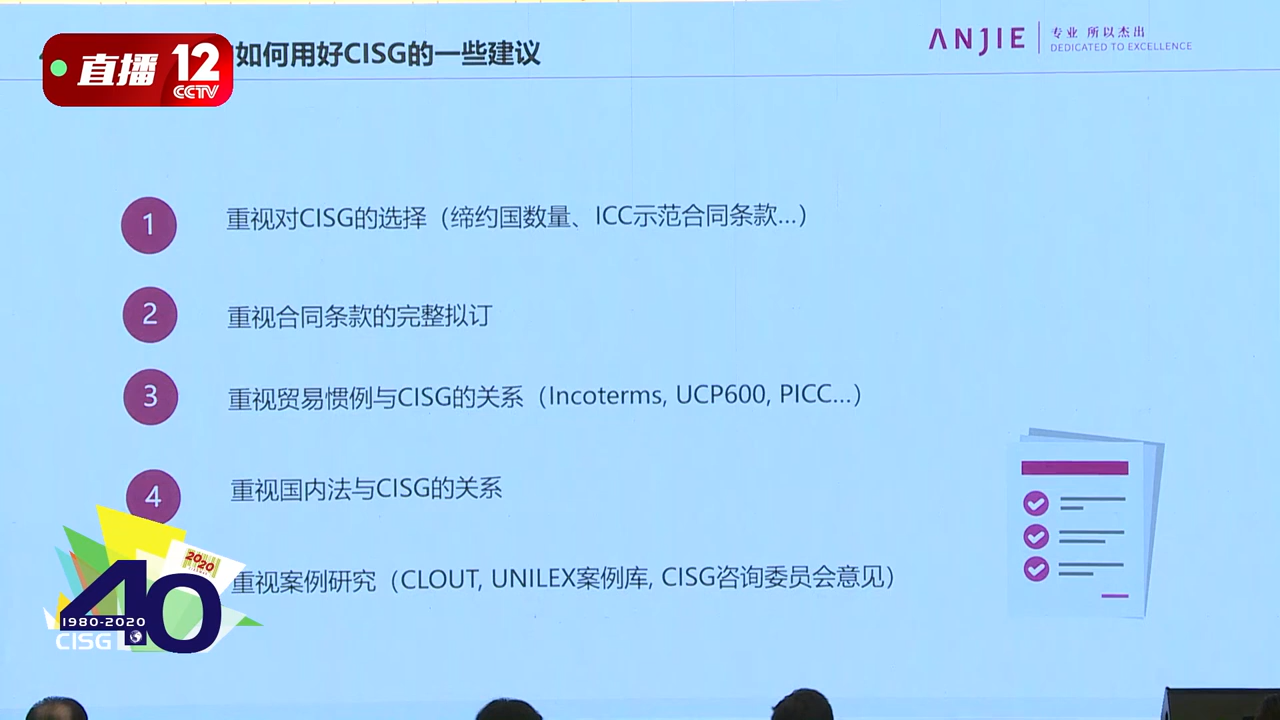 直播 12
CCTV
如何用好CISG的一些建议
ANJIE
专业 所以杰出
DEDICATED TO EXCELLENCE
1 重视对CISG的选择（缔约国数量、ICC示范合同条款...）
2 重视合同条款的完整拟订
3 重视贸易惯例与CISG的关系（Incoterms, UCP600, PICC...）
4 重视国内法与CISG的关系
重视案例研究（CLOUT, UNILEX案例库, CISG咨询委员会意见）
2020
40
1980-2020
CISG